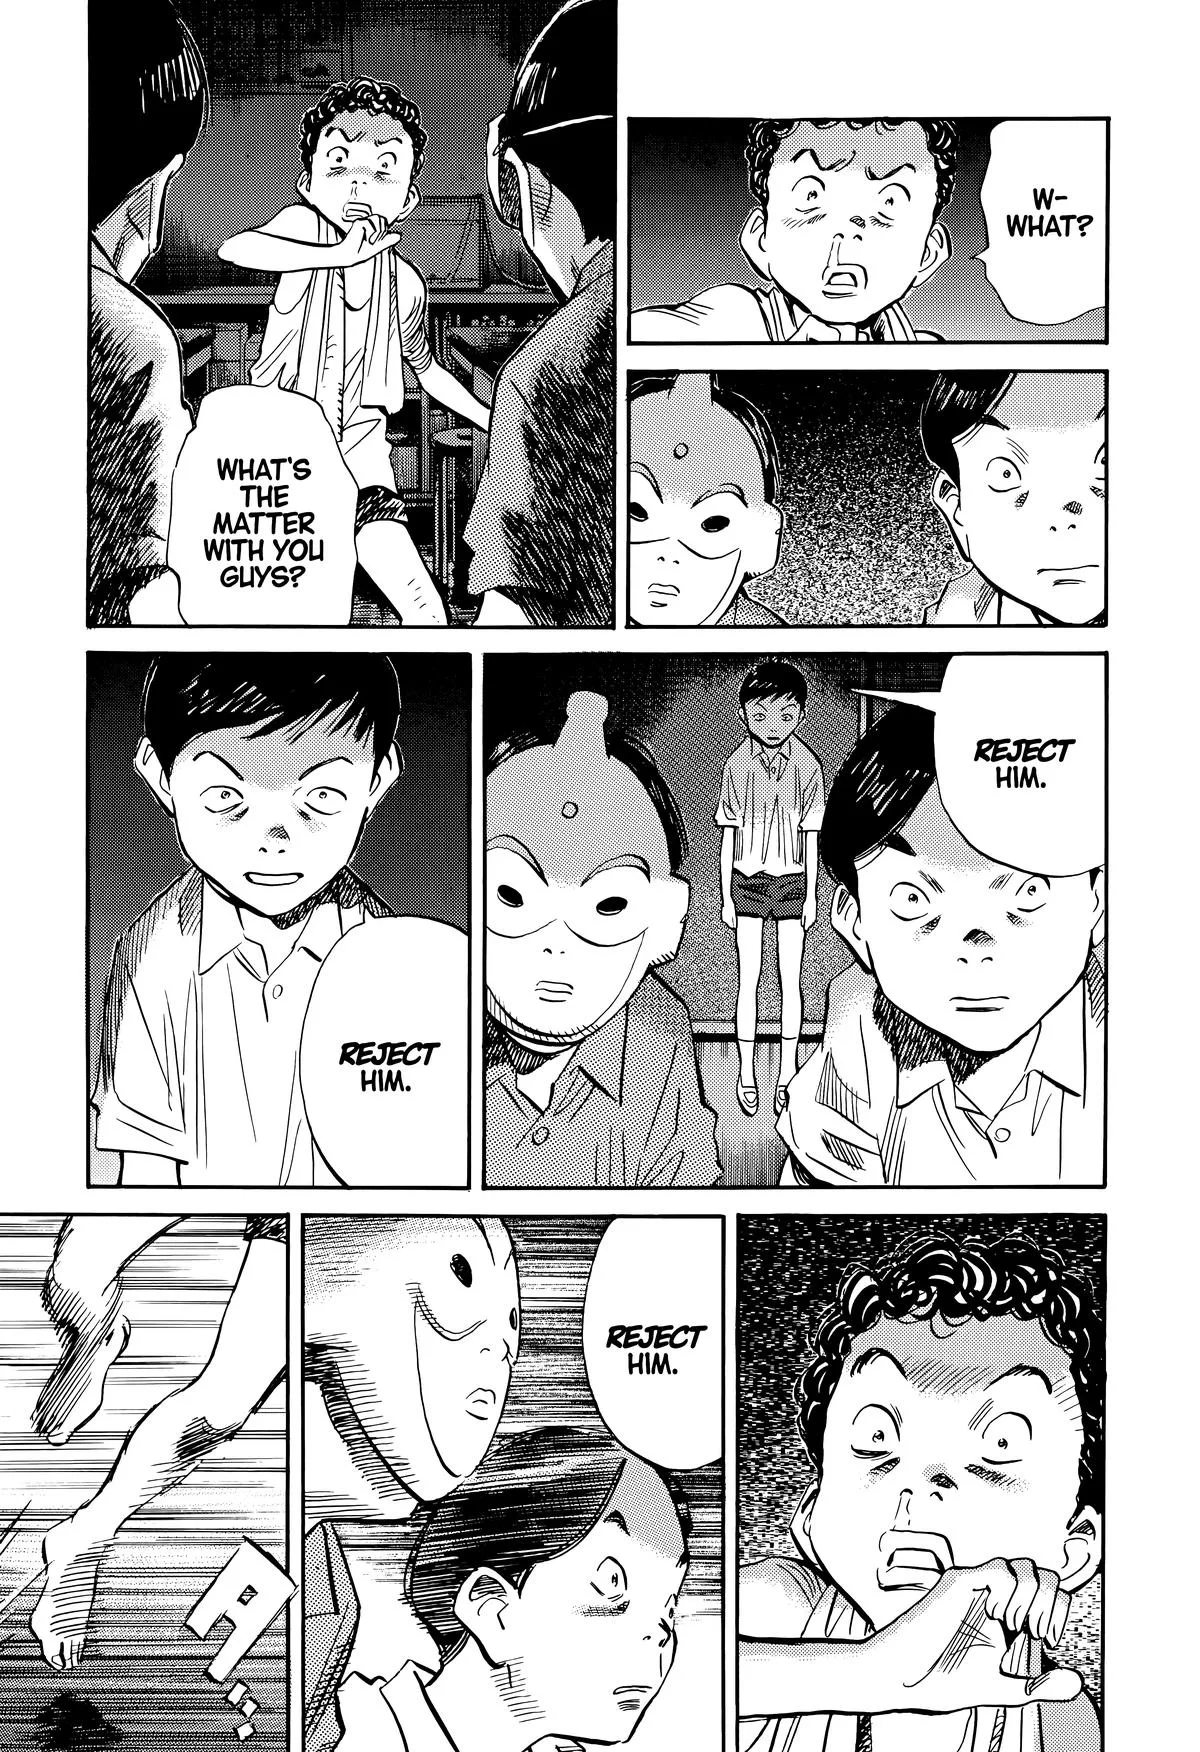 W-
WHAT?
WHAT'S
THE
MATTER
WITH YOU
GUYS?
REJECT
HIM.
REJECT
HIM.
REJECT
HIM.